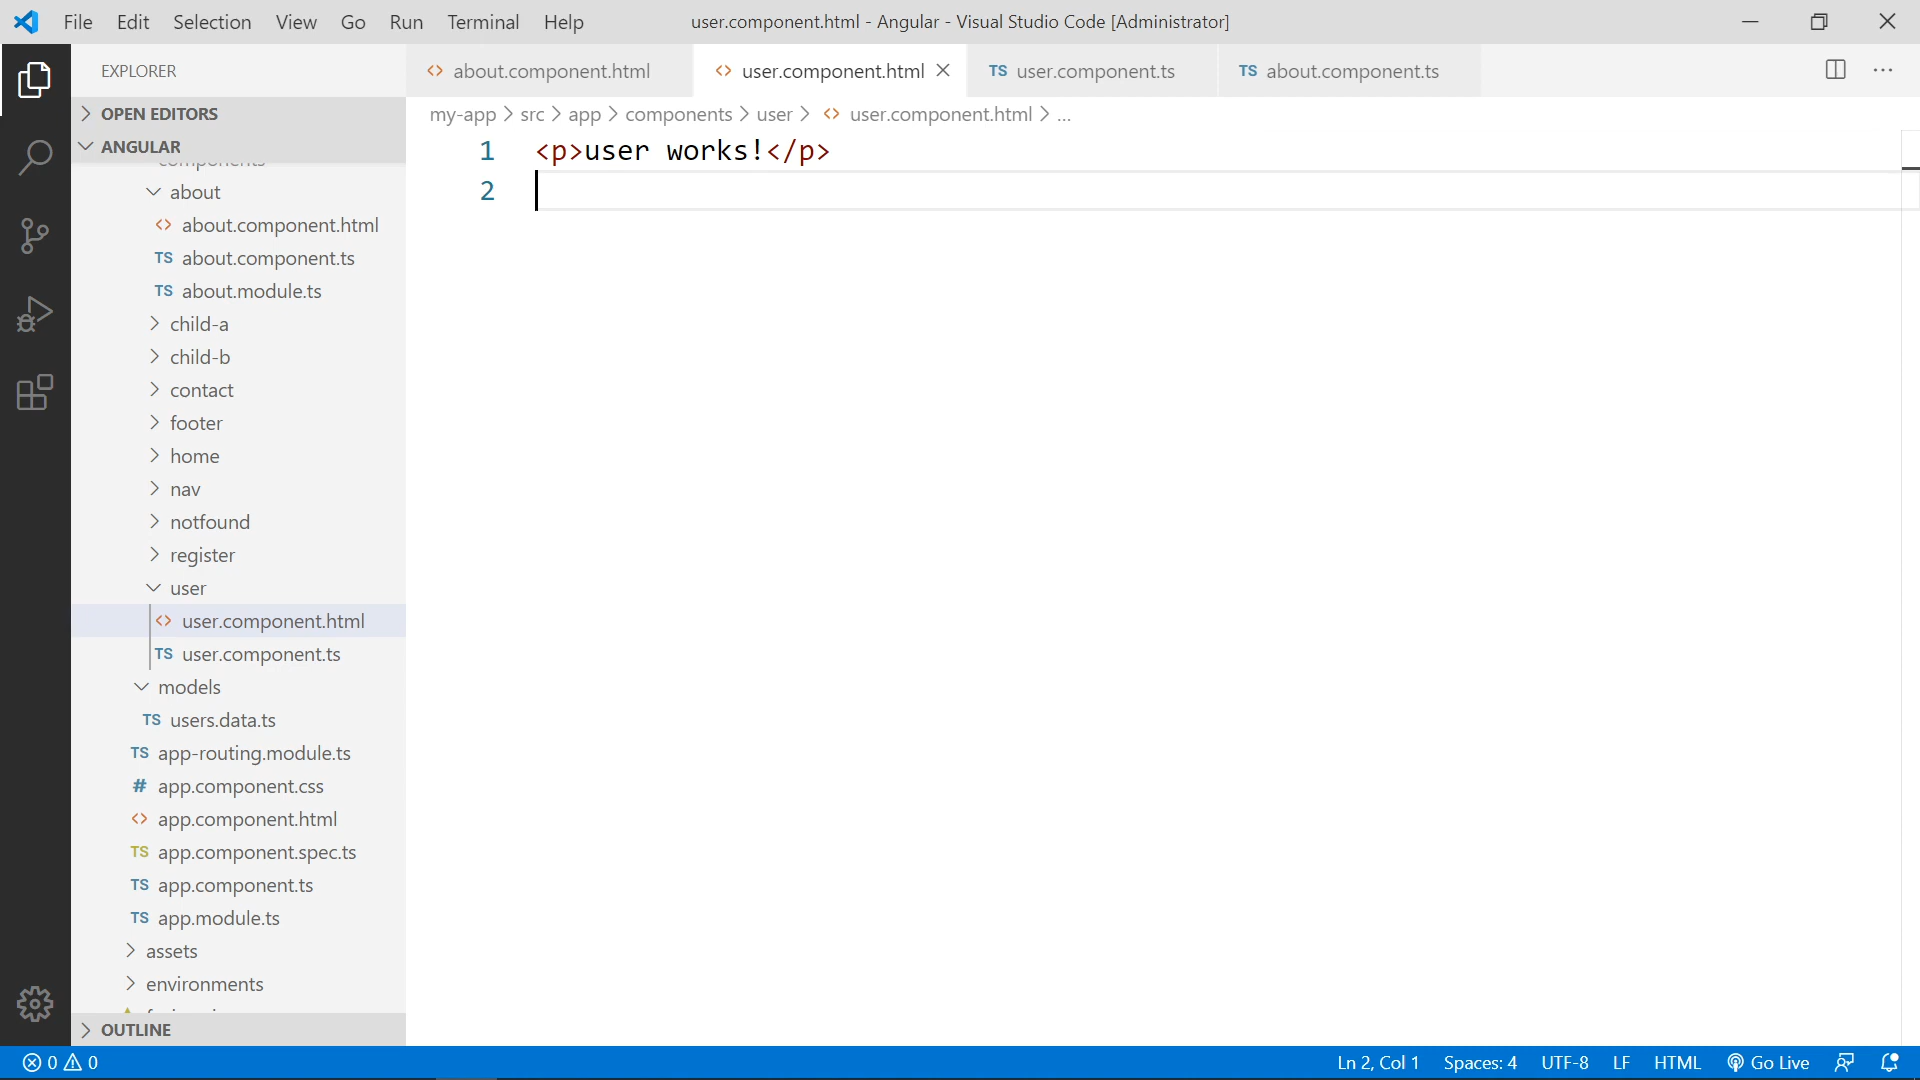 File Edit Selection View Go Run Terminal Help user.component.html - Angular - Visual Studio Code [Administrator]
EXPLORER
<> about.component.html <> user.component.html TS user.component.ts TS about.component.ts
OPEN EDITORS
my-app > src > app > components > user > <> user.component.html > ...
ANGULAR
components
about
<> about.component.html
TS about.component.ts
TS about.module.ts
child-a
child-b
contact
footer
home
nav
notfound
register
user
<> user.component.html
TS user.component.ts
models
TS users.data.ts
TS app-routing.module.ts
# app.component.css
<> app.component.html
TS app.component.spec.ts
TS app.component.ts
TS app.module.ts
assets
environments
OUTLINE
1 <p>user works!</p>
2
0 0 Ln 2, Col 1 Spaces: 4 UTF-8 LF HTML Go Live